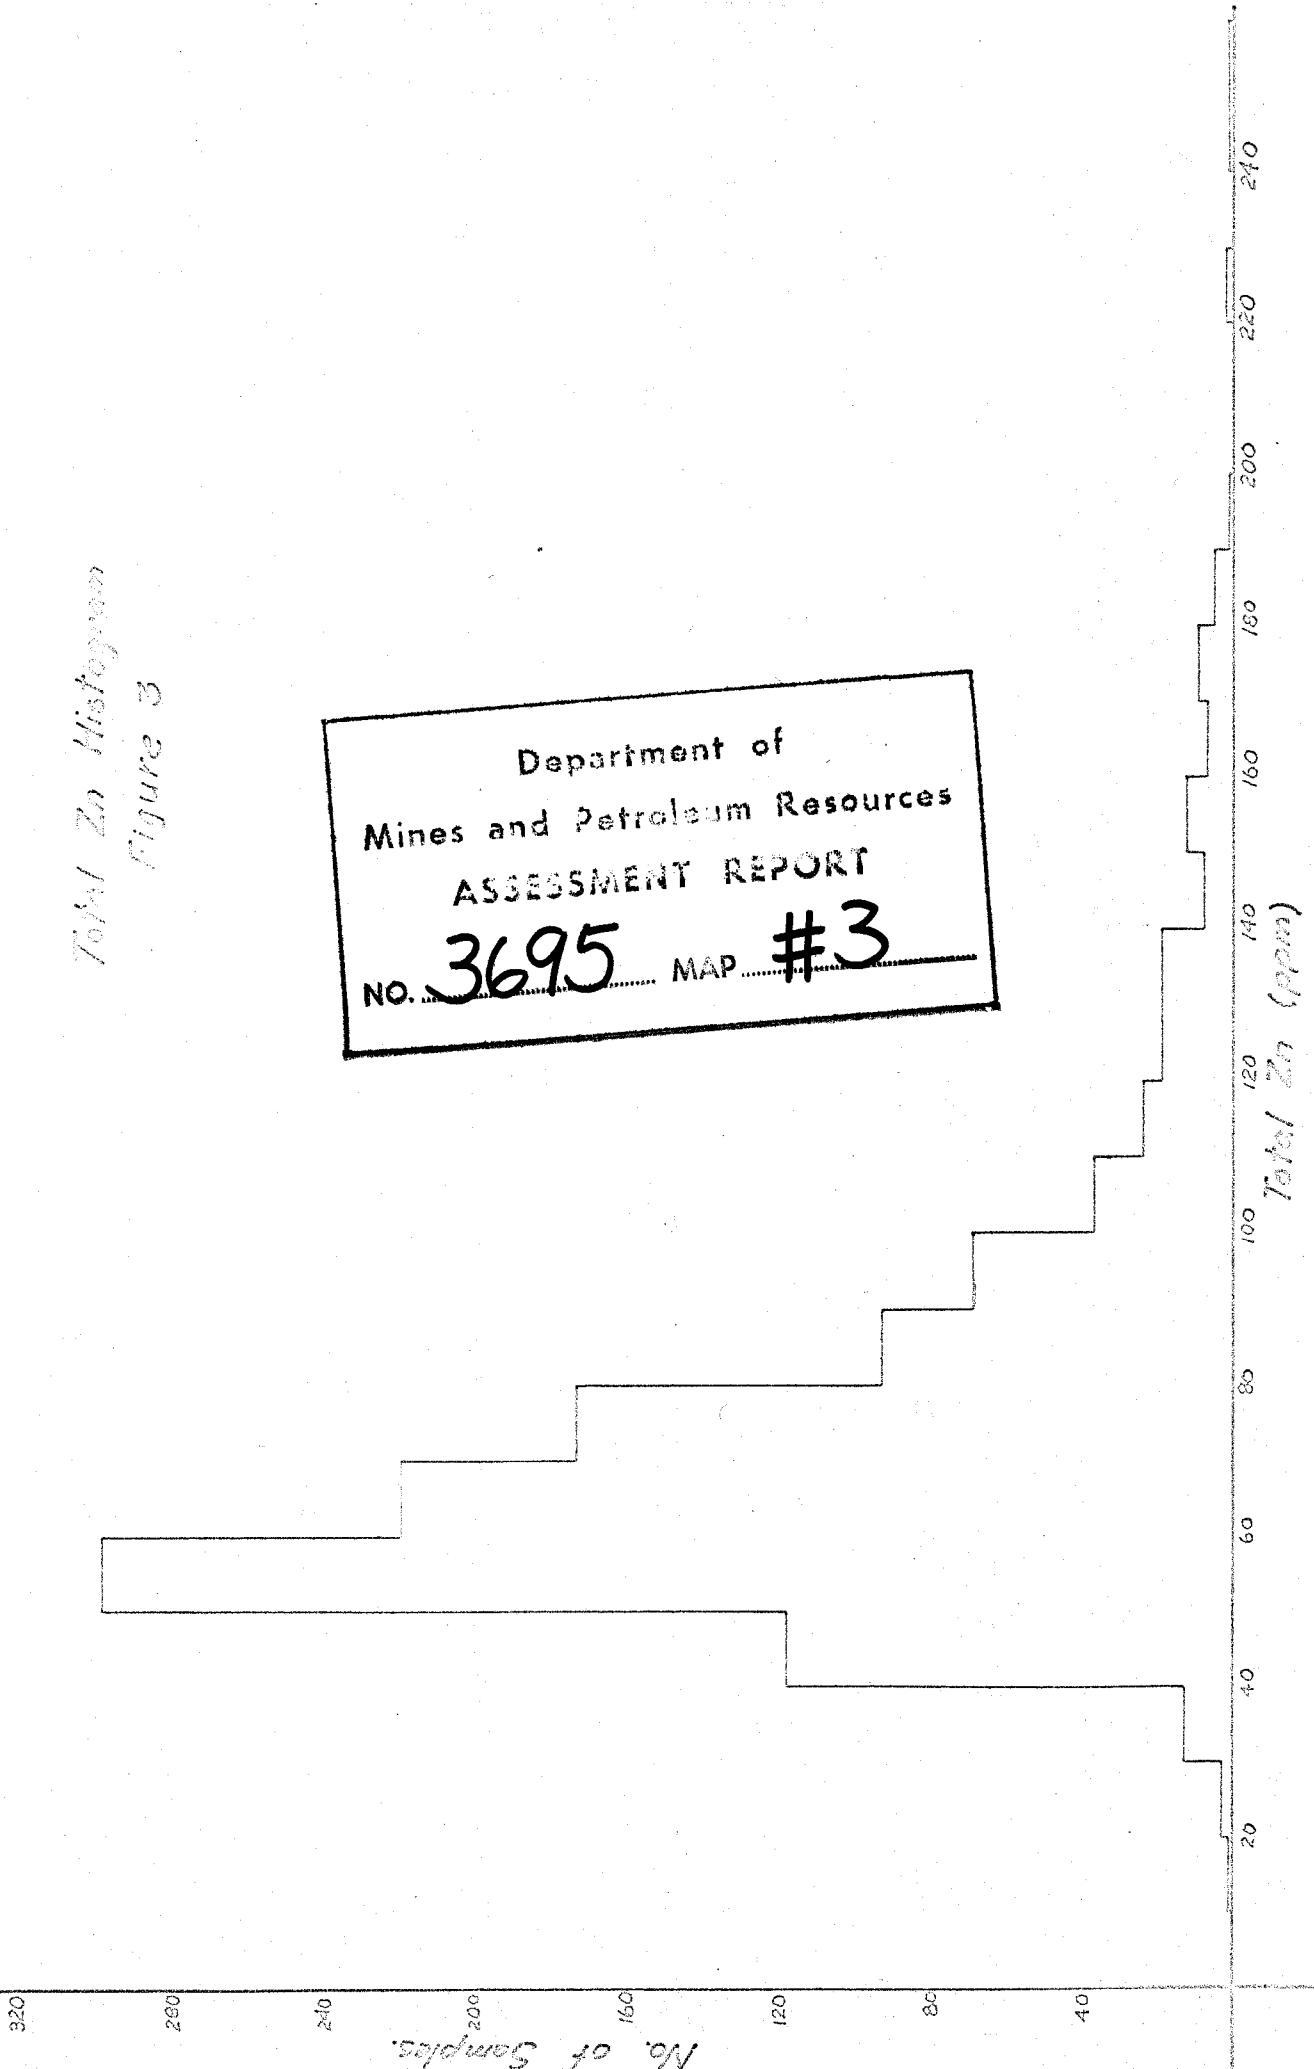 Total Zn Histogram
Figure 3
Department of
Mines and Petroleum Resources
ASSESSMENT REPORT
NO. 3695 MAP #3
No. of Samples.
320
280
240
200
160
120
80
40
20 40 60 80 100 120 140 160 180 200 220 240
Total Zn (ppm)